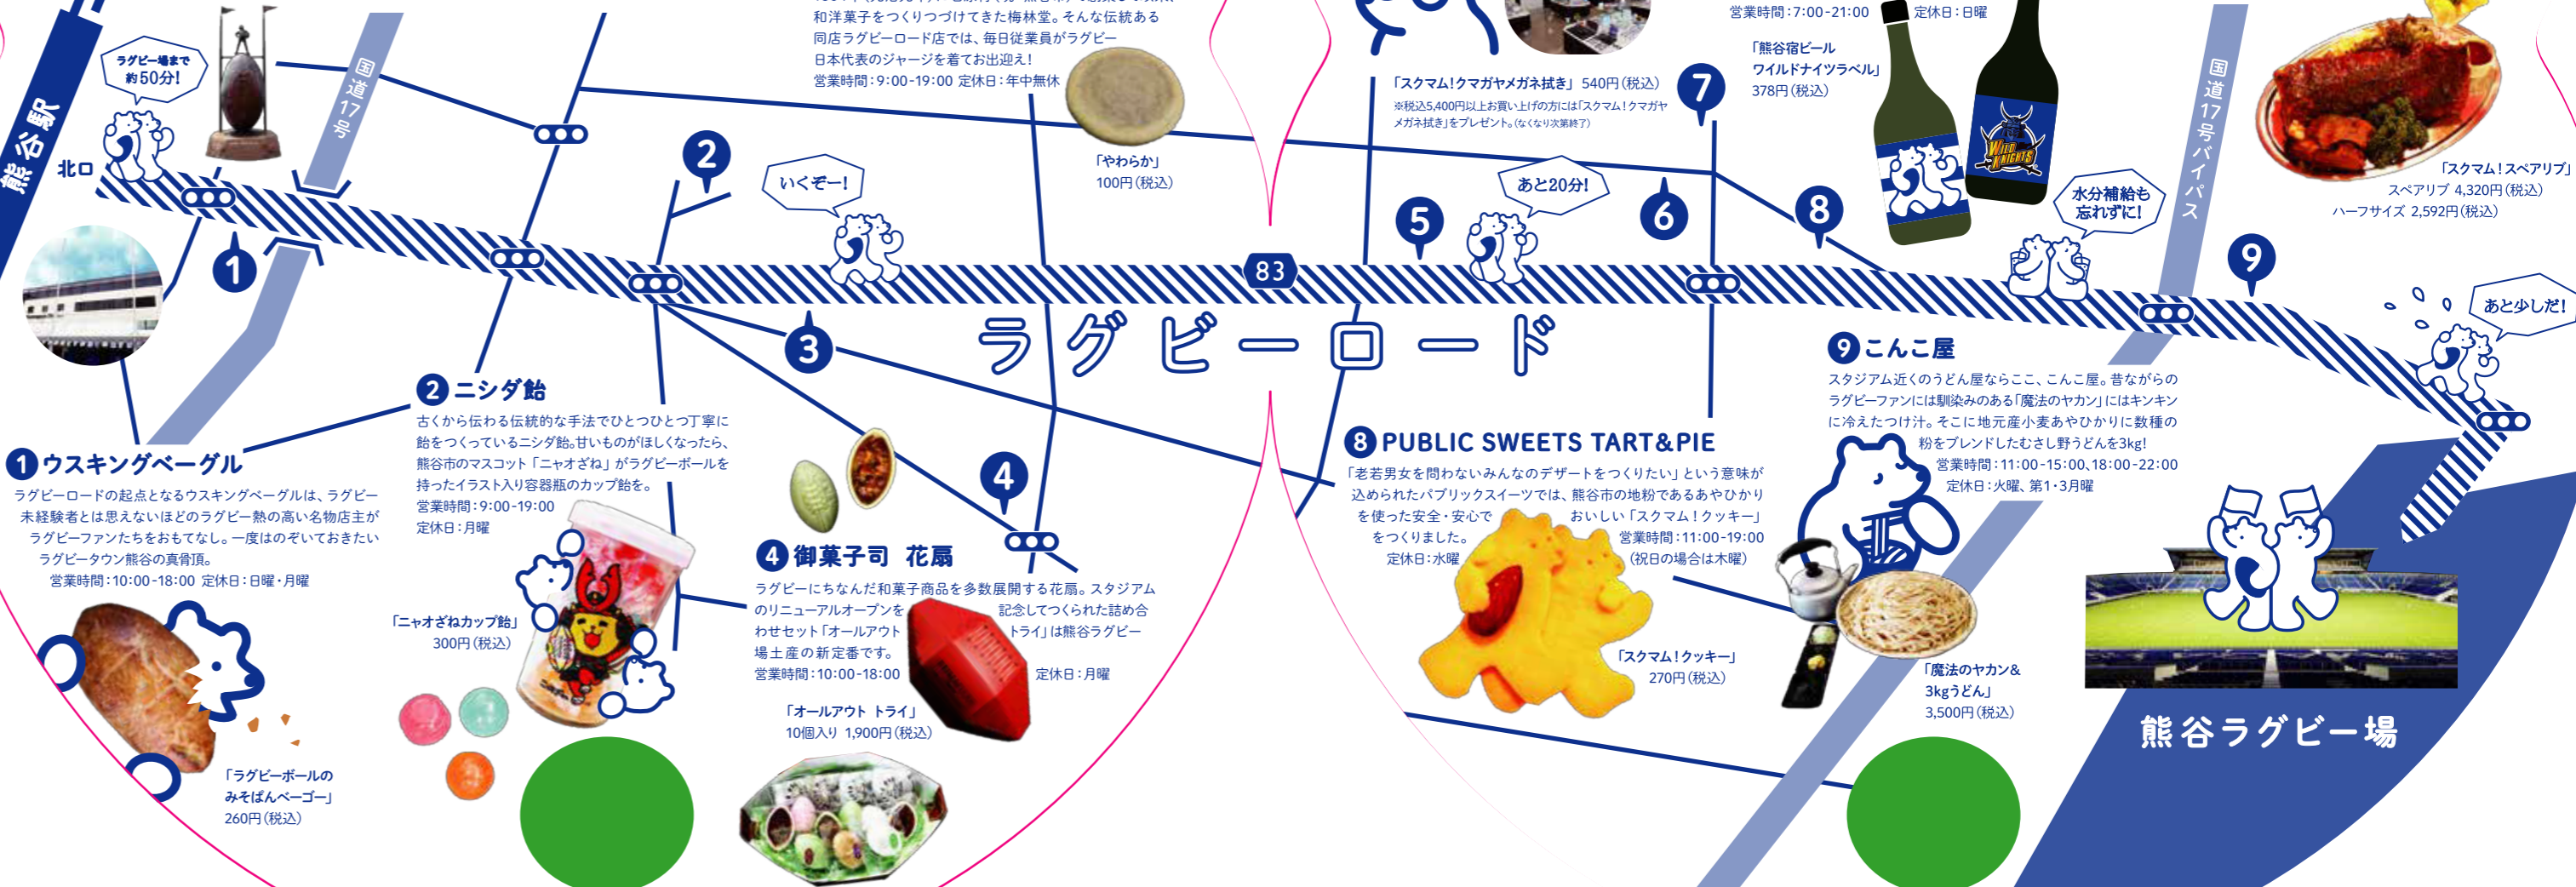 熊谷駅
北口
ラグビー場まで
約50分!
国道17号
和洋菓子をつくりつづけてきた梅林堂。そんな伝統ある
同店ラグビーロード店では、毎日従業員がラグビー
日本代表のジャージを着てお出迎え!
営業時間:9:00-19:00 定休日:年中無休
「やわらか」
100円(税込)
「スクマム!クマガヤメガネ拭き」 540円(税込)
※税込5,400円以上お買い上げの方には「スクマム!クマガヤ
メガネ拭き」をプレゼント。(なくなり次第終了)
営業時間:7:00-21:00 定休日:日曜
「熊谷宿ビール
ワイルドナイツラベル」
378円(税込)
WILD
KNIGHTS
国道17号バイパス
「スクマム!スペアリブ」
スペアリブ 4,320円(税込)
ハーフサイズ 2,592円(税込)
1
2
3
4
5
6
7
8
9
いくぞー!
あと20分!
水分補給も
忘れずに!
あと少しだ!
83
ラグビーロード
1 ウスキングベーグル
ラグビーロードの起点となるウスキングベーグルは、ラグビー
未経験者とは思えないほどのラグビー熱の高い名物店主が
ラグビーファンたちをおもてなし。一度はのぞいておきたい
ラグビータウン熊谷の真骨頂。
営業時間:10:00-18:00 定休日:日曜・月曜
「ラグビーボールの
みそぱんベーゴー」
260円(税込)
2 ニシダ飴
古くから伝わる伝統的な手法でひとつひとつ丁寧に
飴をつくっているニシダ飴。甘いものがほしくなったら、
熊谷市のマスコット「ニャオざね」がラグビーボールを
持ったイラスト入り容器瓶のカップ飴を。
営業時間:9:00-19:00
定休日:月曜
「ニャオざねカップ飴」
300円(税込)
4 御菓子司 花扇
ラグビーにちなんだ和菓子商品を多数展開する花扇。スタジアム
のリニューアルオープンを記念してつくられた詰め合
わせセット「オールアウトトライ」は熊谷ラグビー
場土産の新定番です。
営業時間:10:00-18:00 定休日:月曜
「オールアウト トライ」
10個入り 1,900円(税込)
8 PUBLIC SWEETS TART&PIE
「老若男女を問わないみんなのデザートをつくりたい」という意味が
込められたパブリックスイーツでは、熊谷市の地粉であるあやひかり
を使った安全・安心でおいしい「スクマム!クッキー」
をつくりました。 営業時間:11:00-19:00
定休日:水曜 (祝日の場合は木曜)
「スクマム!クッキー」
270円(税込)
9 こんこ屋
スタジアム近くのうどん屋ならここ、こんこ屋。昔ながらの
ラグビーファンには馴染みのある「魔法のヤカン」にはキンキン
に冷えたつけ汁。そこに地元産小麦あやひかりに数種の
粉をブレンドしたむさし野うどんを3kg!
営業時間:11:00-15:00、18:00-22:00
定休日:火曜、第1・3月曜
「魔法のヤカン&
3kgうどん」
3,500円(税込)
熊谷ラグビー場